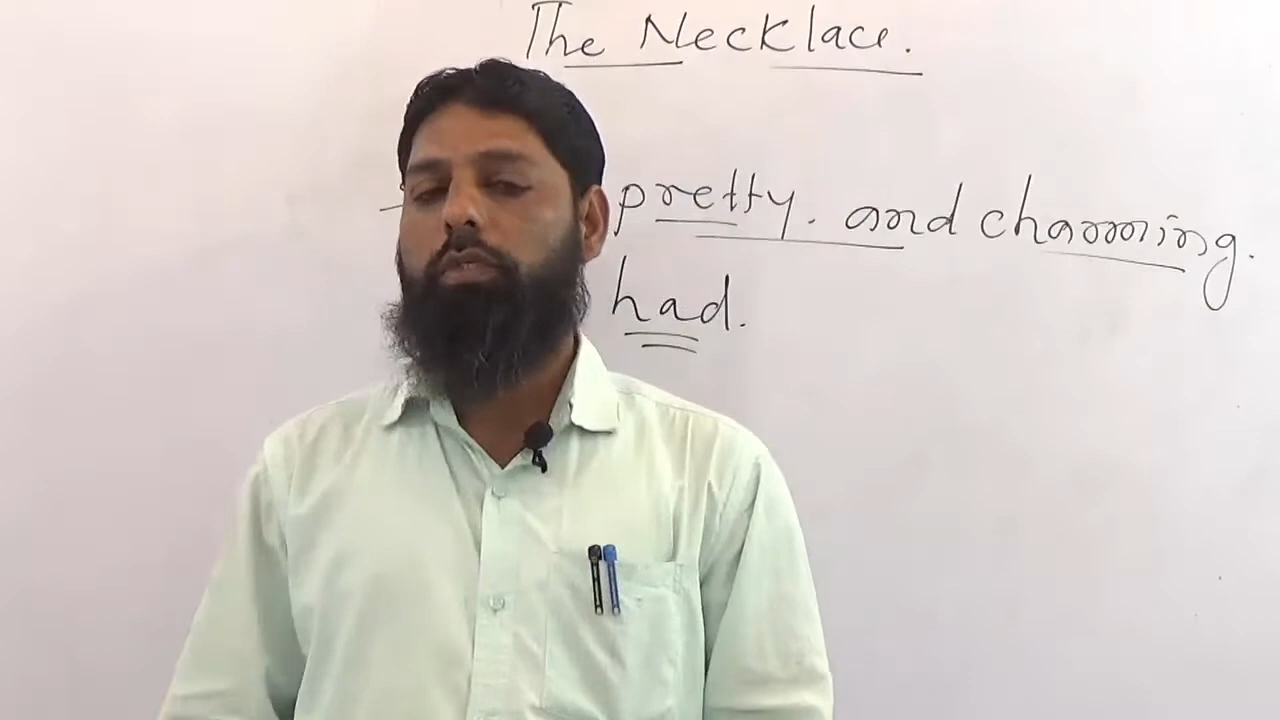 The Necklace.
pretty. and charming.
had.